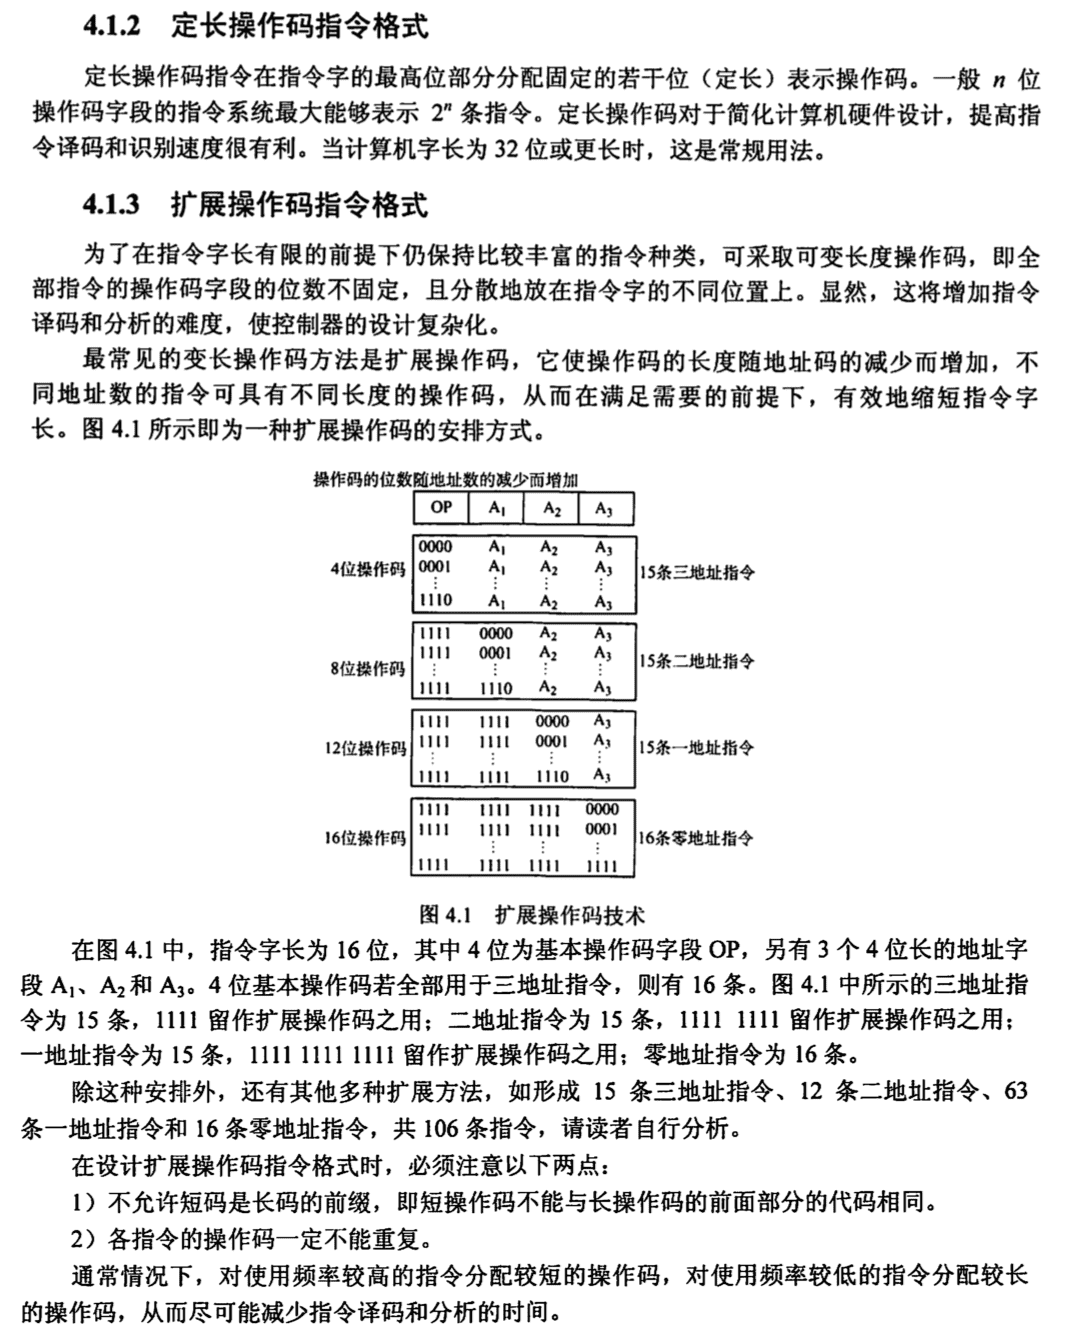 4.1.2 定长操作码指令格式
定长操作码指令在指令字的最高位部分分配固定的若干位（定长）表示操作码。一般 n 位
操作码字段的指令系统最大能够表示 2ⁿ 条指令。定长操作码对于简化计算机硬件设计，提高指
令译码和识别速度很有利。当计算机字长为 32 位或更长时，这是常规用法。
4.1.3 扩展操作码指令格式
为了在指令字长有限的前提下仍保持比较丰富的指令种类，可采取可变长度操作码，即全
部指令的操作码字段的位数不固定，且分散地放在指令字的不同位置上。显然，这将增加指令
译码和分析的难度，使控制器的设计复杂化。
最常见的变长操作码方法是扩展操作码，它使操作码的长度随地址码的减少而增加，不
同地址数的指令可具有不同长度的操作码，从而在满足需要的前提下，有效地缩短指令字
长。图 4.1 所示即为一种扩展操作码的安排方式。
操作码的位数随地址数的减少而增加
OP A₁ A₂ A₃
0000 A₁ A₂ A₃
4位操作码 0001 A₁ A₂ A₃ 15条三地址指令
⋮ ⋮ ⋮ ⋮
1110 A₁ A₂ A₃
1111 0000 A₂ A₃
1111 0001 A₂ A₃ 15条二地址指令
8位操作码 ⋮ ⋮ ⋮ ⋮
1111 1110 A₂ A₃
1111 1111 0000 A₃
12位操作码 1111 1111 0001 A₃ 15条一地址指令
⋮ ⋮ ⋮ ⋮
1111 1111 1110 A₃
1111 1111 1111 0000
16位操作码 1111 1111 1111 0001 16条零地址指令
⋮ ⋮ ⋮
1111 1111 1111 1111
图 4.1 扩展操作码技术
在图 4.1 中，指令字长为 16 位，其中 4 位为基本操作码字段 OP，另有 3 个 4 位长的地址字
段 A₁、A₂ 和 A₃。4 位基本操作码若全部用于三地址指令，则有 16 条。图 4.1 中所示的三地址指
令为 15 条，1111 留作扩展操作码之用；二地址指令为 15 条，1111 1111 留作扩展操作码之用；
一地址指令为 15 条，1111 1111 1111 留作扩展操作码之用；零地址指令为 16 条。
除这种安排外，还有其他多种扩展方法，如形成 15 条三地址指令、12 条二地址指令、63
条一地址指令和 16 条零地址指令，共 106 条指令，请读者自行分析。
在设计扩展操作码指令格式时，必须注意以下两点：
1）不允许短码是长码的前缀，即短操作码不能与长操作码的前面部分的代码相同。
2）各指令的操作码一定不能重复。
通常情况下，对使用频率较高的指令分配较短的操作码，对使用频率较低的指令分配较长
的操作码，从而尽可能减少指令译码和分析的时间。